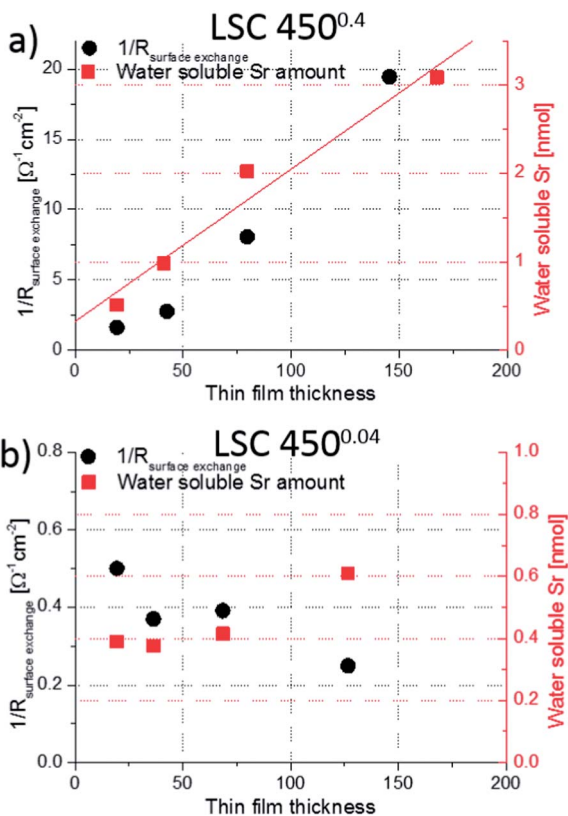 a)
LSC 450^0.4
1/R_surface exchange
Water soluble Sr amount
1/R_surface exchange [Ω⁻¹cm⁻²]
20
15
10
5
0
Water soluble Sr [nmol]
3
2
1
0
0 50 100 150 200
Thin film thickness
b)
LSC 450^0.04
1/R_surface exchange
Water soluble Sr amount
1/R_surface exchange [Ω⁻¹cm⁻²]
0.8
0.6
0.4
0.2
0.0
Water soluble Sr [nmol]
1.0
0.8
0.6
0.4
0.2
0.0
0 50 100 150 200
Thin film thickness